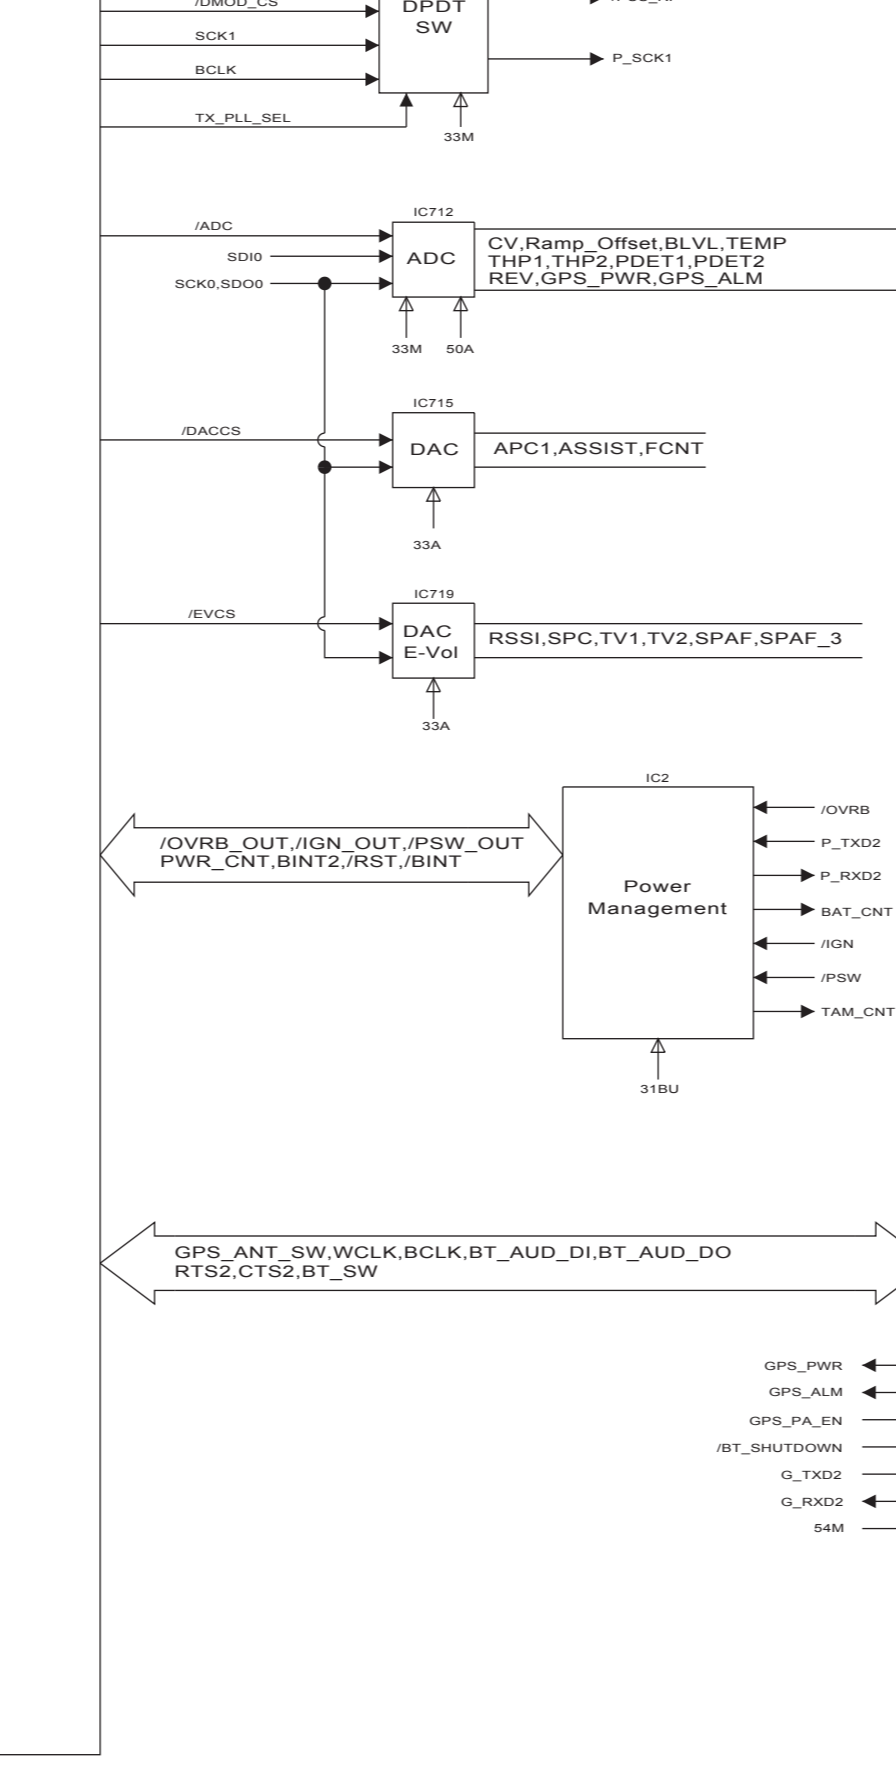 /DMOD_CS
DPDT
SW
SCK1
P_SCK1
BCLK
TX_PLL_SEL
33M
IC712
/ADC
SDI0
SCK0,SDO0
ADC
CV,Ramp_Offset,BLVL,TEMP
THP1,THP2,PDET1,PDET2
REV,GPS_PWR,GPS_ALM
33M
50A
IC715
/DACCS
DAC
APC1,ASSIST,FCNT
33A
IC719
/EVCS
DAC
E-Vol
RSSI,SPC,TV1,TV2,SPAF,SPAF_3
33A
IC2
/OVRB_OUT,/IGN_OUT,/PSW_OUT
PWR_CNT,BINT2,/RST,/BINT
Power
Management
/OVRB
P_TXD2
P_RXD2
BAT_CNT
/IGN
/PSW
TAM_CNT
31BU
GPS_ANT_SW,WCLK,BCLK,BT_AUD_DI,BT_AUD_DO
RTS2,CTS2,BT_SW
GPS_PWR
GPS_ALM
GPS_PA_EN
/BT_SHUTDOWN
G_TXD2
G_RXD2
54M